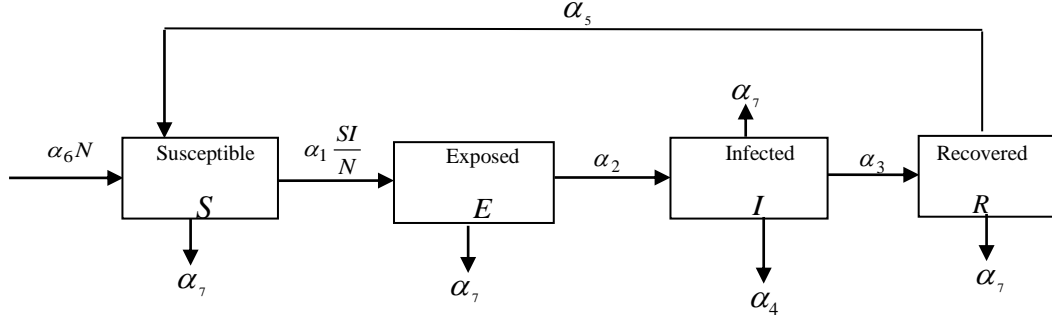 α₅
α₇
α₆N
Susceptible
S
α₁ SI/N
Exposed
E
α₂
Infected
I
α₃
Recovered
R
α₇
α₇
α₄
α₇